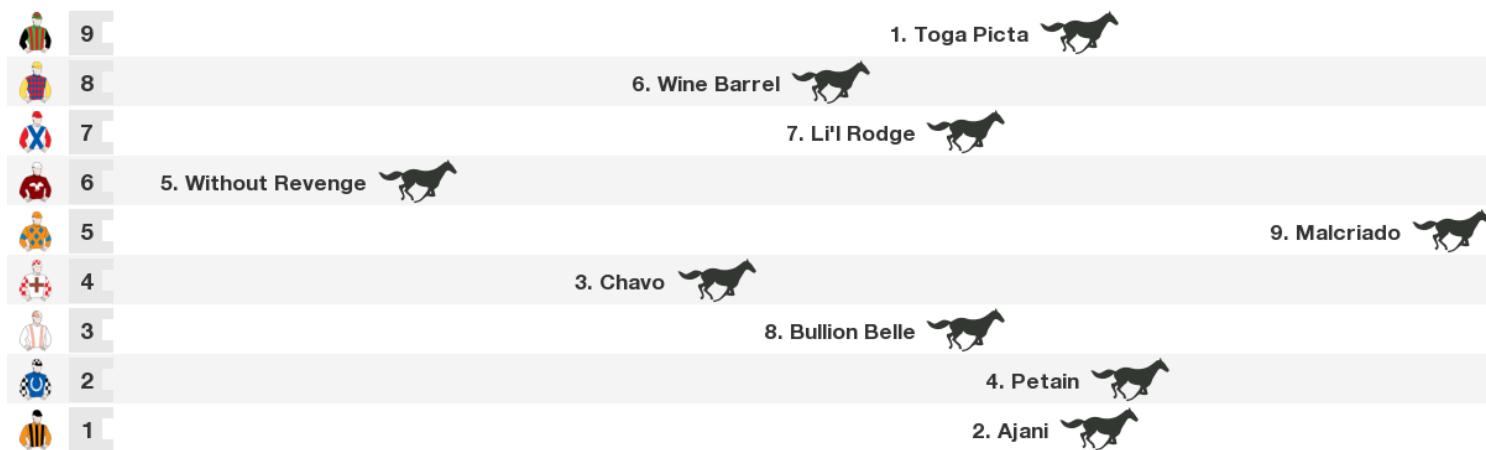 9 1. Toga Picta
8 6. Wine Barrel
7 7. Li'l Rodge
6 5. Without Revenge
5 9. Malcriado
4 3. Chavo
3 8. Bullion Belle
2 4. Petain
1 2. Ajani